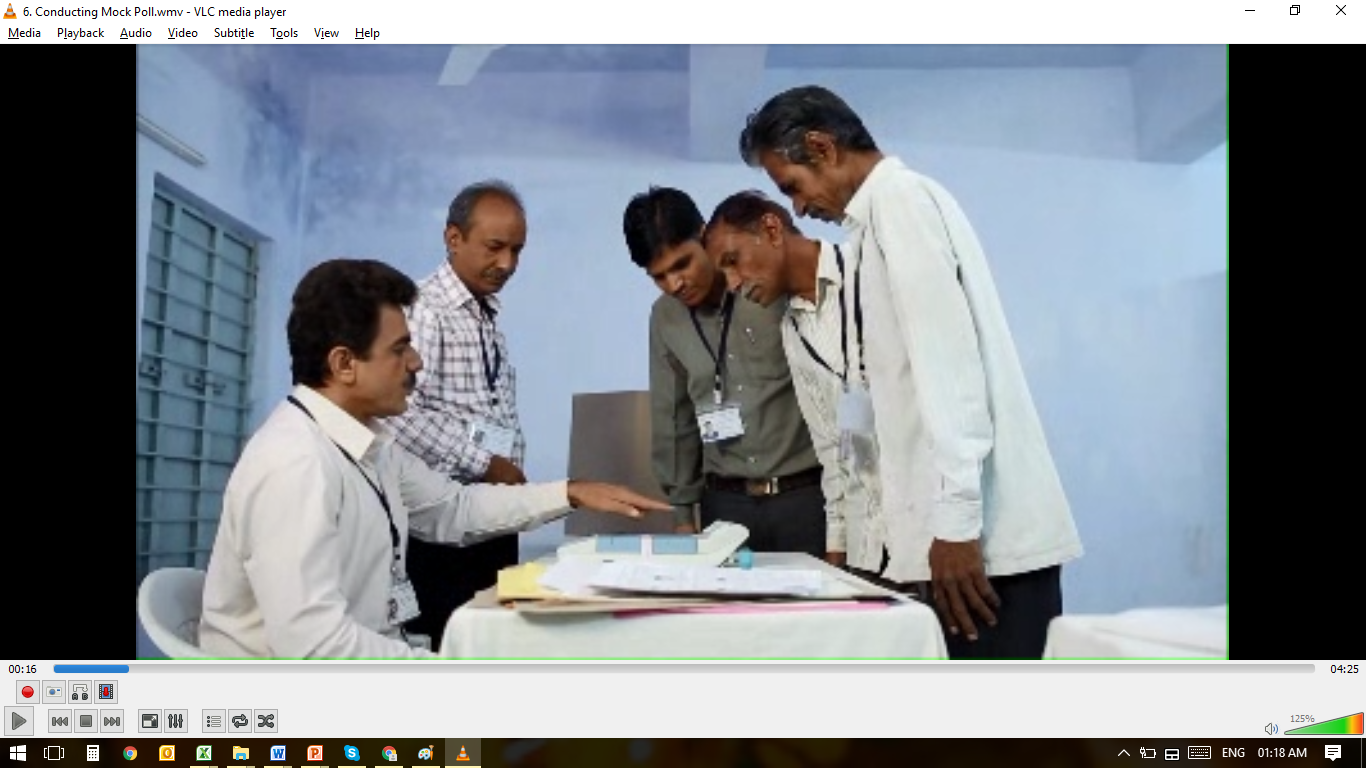 6. Conducting Mock Poll.wmv - VLC media player
Media Playback Audio Video Subtitle Tools View Help
00:16 04:25
125%
ENG 01:18 AM